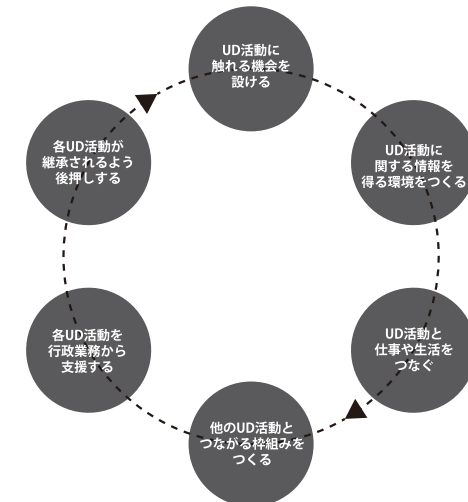 UD活動に
触れる機会を
設ける
UD活動に
関する情報を
得る環境をつくる
UD活動と
仕事や生活を
つなぐ
他のUD活動と
つながる枠組みを
つくる
各UD活動を
行政業務から
支援する
各UD活動が
継承されるよう
後押しする